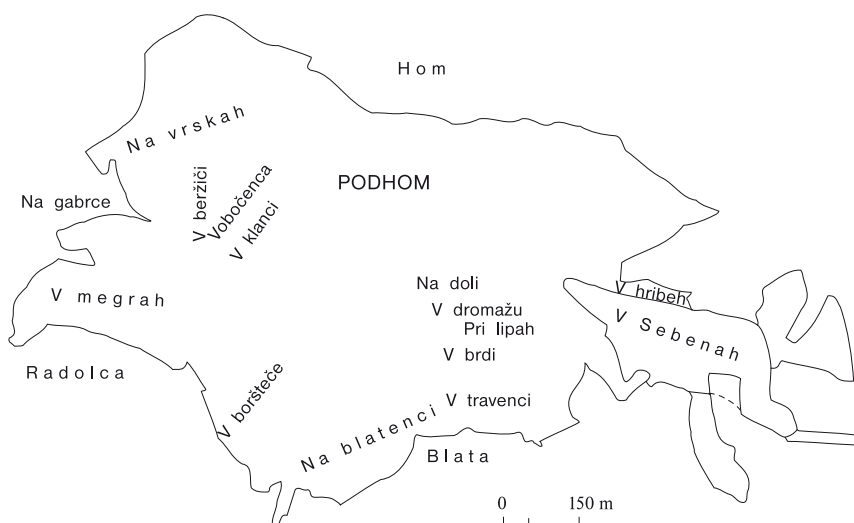 Hom
Na vrskah
V beržiči
Vobočenca
V klanci
PODHOM
Na gabrce
Na doli
V hribeh
V megrah
V dromažu
Pri lipah
V Sebenah
V brdi
Radolca
V boršteče
V travenci
Na blatenci
Blata
0 150 m